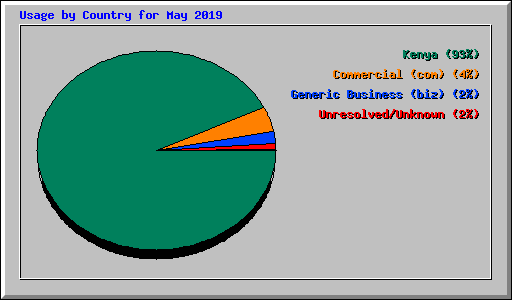 Usage by Country for May 2019
Kenya (93%)
Commercial (com) (4%)
Generic Business (biz) (2%)
Unresolved/Unknown (2%)